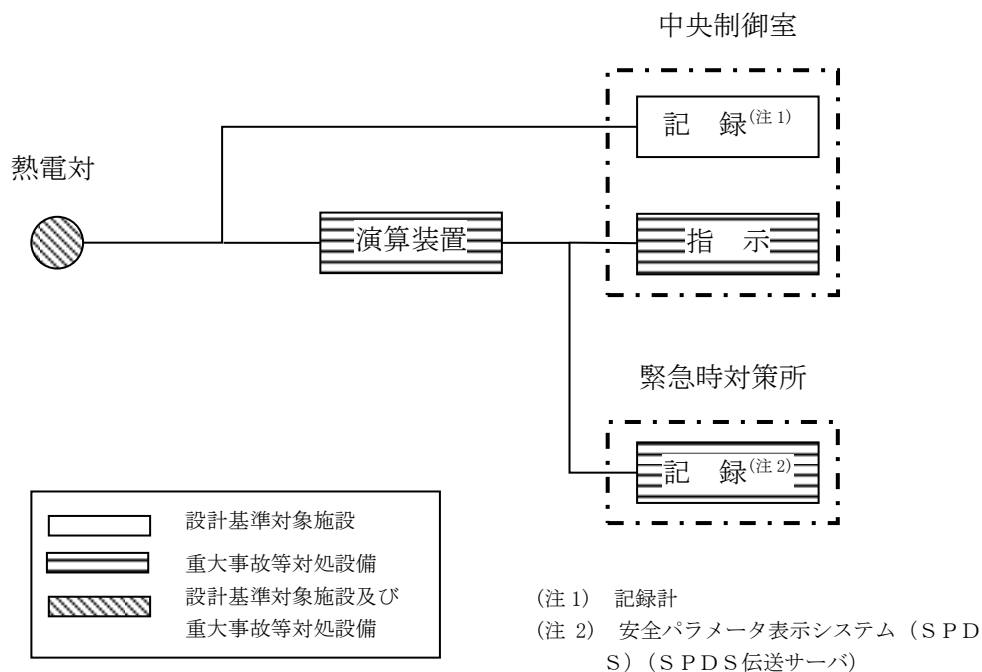 中央制御室
記　録(注1)
熱電対
演算装置
指　示
緊急時対策所
記　録(注2)
設計基準対象施設
重大事故等対処設備
設計基準対象施設及び
重大事故等対処設備
(注1)　記録計
(注 2)　安全パラメータ表示システム（ＳＰＤ
Ｓ）（ＳＰＤＳ伝送サーバ）